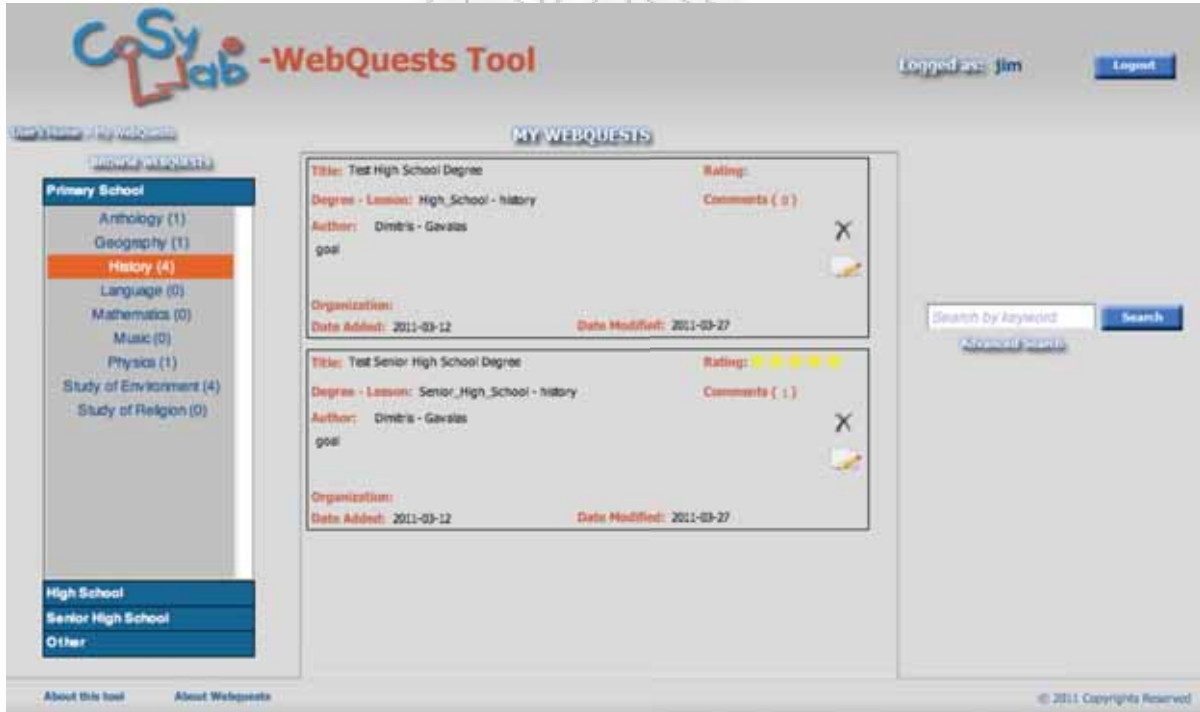 CoSyLlab -WebQuests Tool
Logged as: jim
Logout
User's Home > My WebQuests
MY WEBQUESTS
BROWSE WEBQUESTS
Primary School
Anthology (1)
Geography (1)
History (4)
Language (0)
Mathematics (0)
Music (0)
Physics (1)
Study of Environment (4)
Study of Religion (0)
High School
Senior High School
Other
Title: Test High School Degree Rating:
Degree - Lesson: High_School - history Comments ( 0 )
Author: Dimitris - Gavalas
goal
Organization:
Date Added: 2011-03-12 Date Modified: 2011-03-27
Title: Test Senior High School Degree Rating:
Degree - Lesson: Senior_High_School - history Comments ( 1 )
Author: Dimitris - Gavalas
goal
Organization:
Date Added: 2011-03-12 Date Modified: 2011-03-27
Search by keyword Search
Advanced Search
About this tool About Webquests
© 2011 Copyrights Reserved